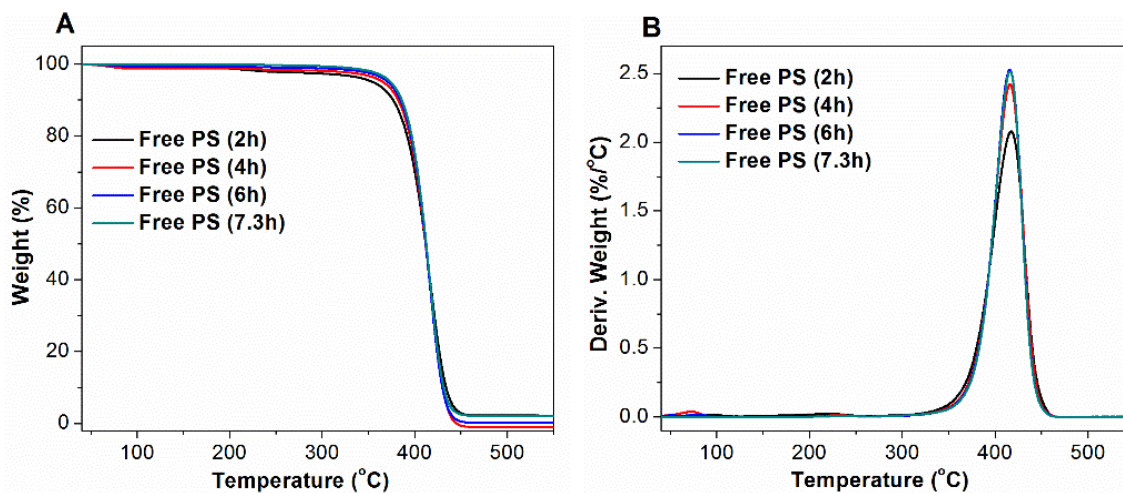 A
Weight (%)
100
80
60
40
20
0
Free PS (2h)
Free PS (4h)
Free PS (6h)
Free PS (7.3h)
100
200
300
400
500
Temperature (°C)
B
Deriv. Weight (%/°C)
2.5
2.0
1.5
1.0
0.5
0.0
Free PS (2h)
Free PS (4h)
Free PS (6h)
Free PS (7.3h)
100
200
300
400
500
Temperature (°C)